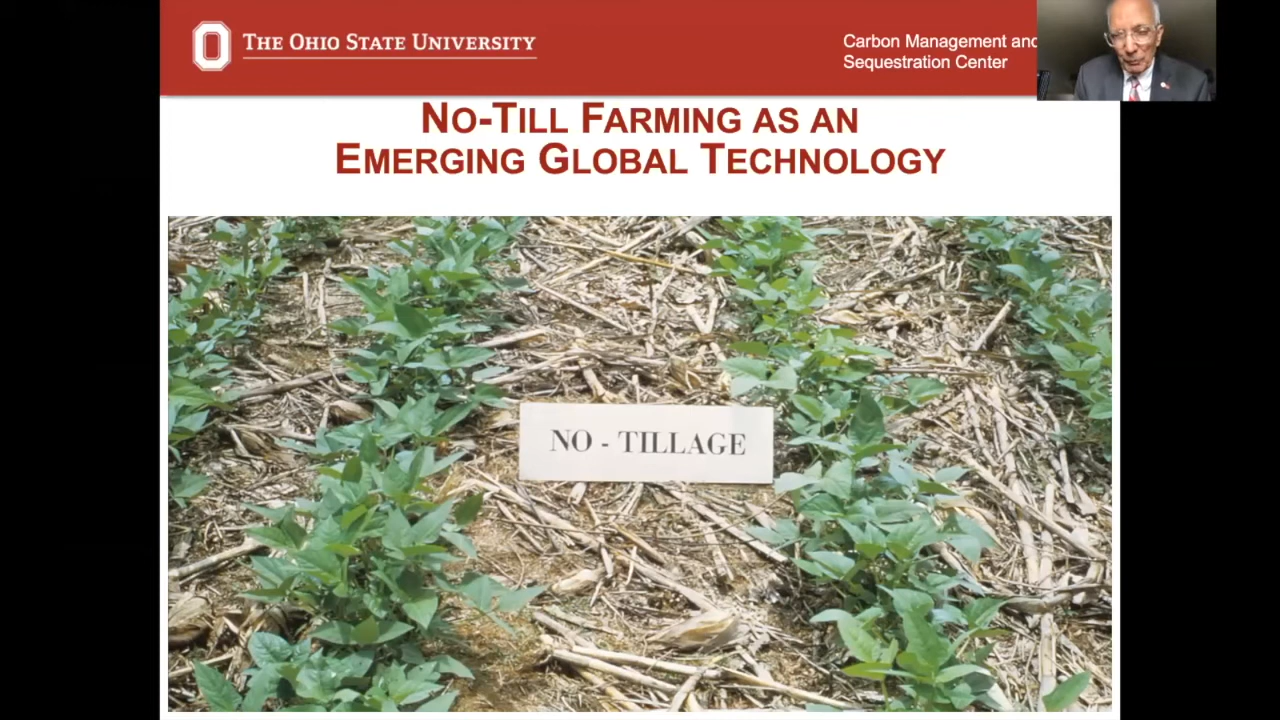 THE OHIO STATE UNIVERSITY
Carbon Management and
Sequestration Center
NO-TILL FARMING AS AN
EMERGING GLOBAL TECHNOLOGY
NO - TILLAGE